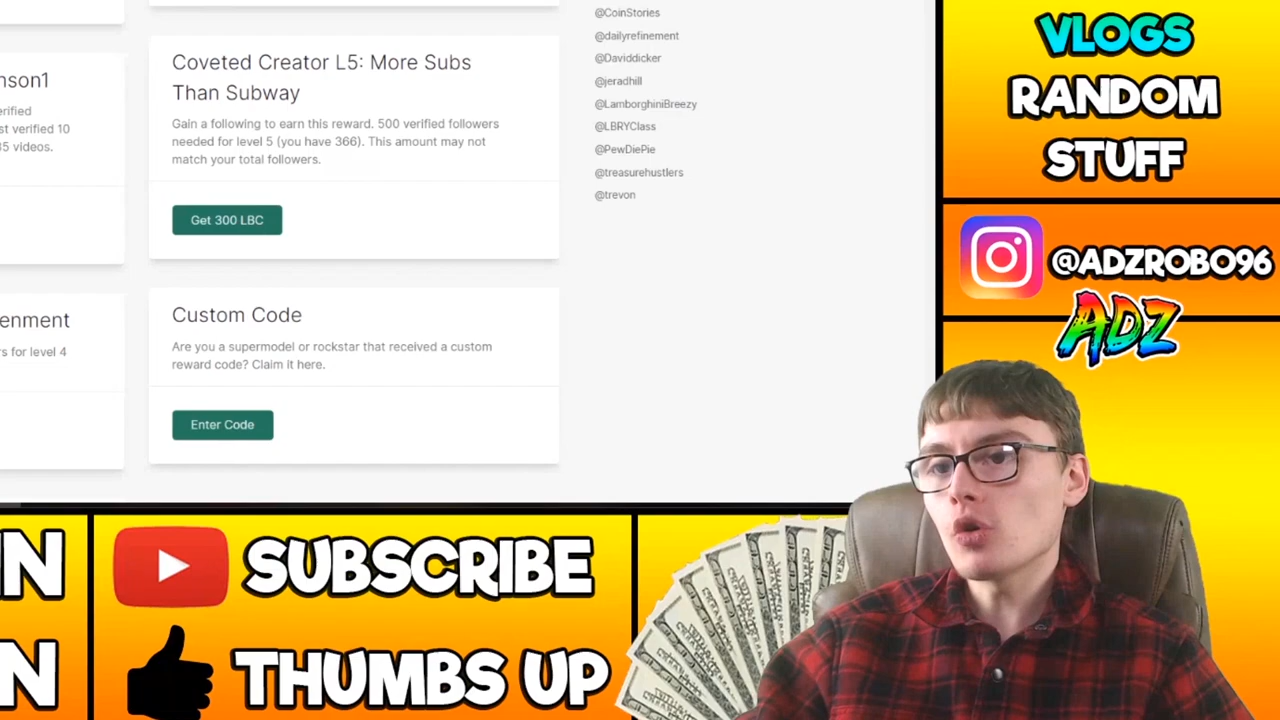 nson1
erified
st verified 10
35 videos.
enment
rs for level 4
Coveted Creator L5: More Subs
Than Subway
Gain a following to earn this reward. 500 verified followers
needed for level 5 (you have 366). This amount may not
match your total followers.
Get 300 LBC
Custom Code
Are you a supermodel or rockstar that received a custom
reward code? Claim it here.
Enter Code
@CoinStories
@dailyrefinement
@Daviddicker
@jeradhill
@LamborghiniBreezy
@LBRYClass
@PewDiePie
@treasurehustlers
@trevon
VLOGS
RANDOM
STUFF
@ADZROBO96
ADZ
IN
N
SUBSCRIBE
THUMBS UP